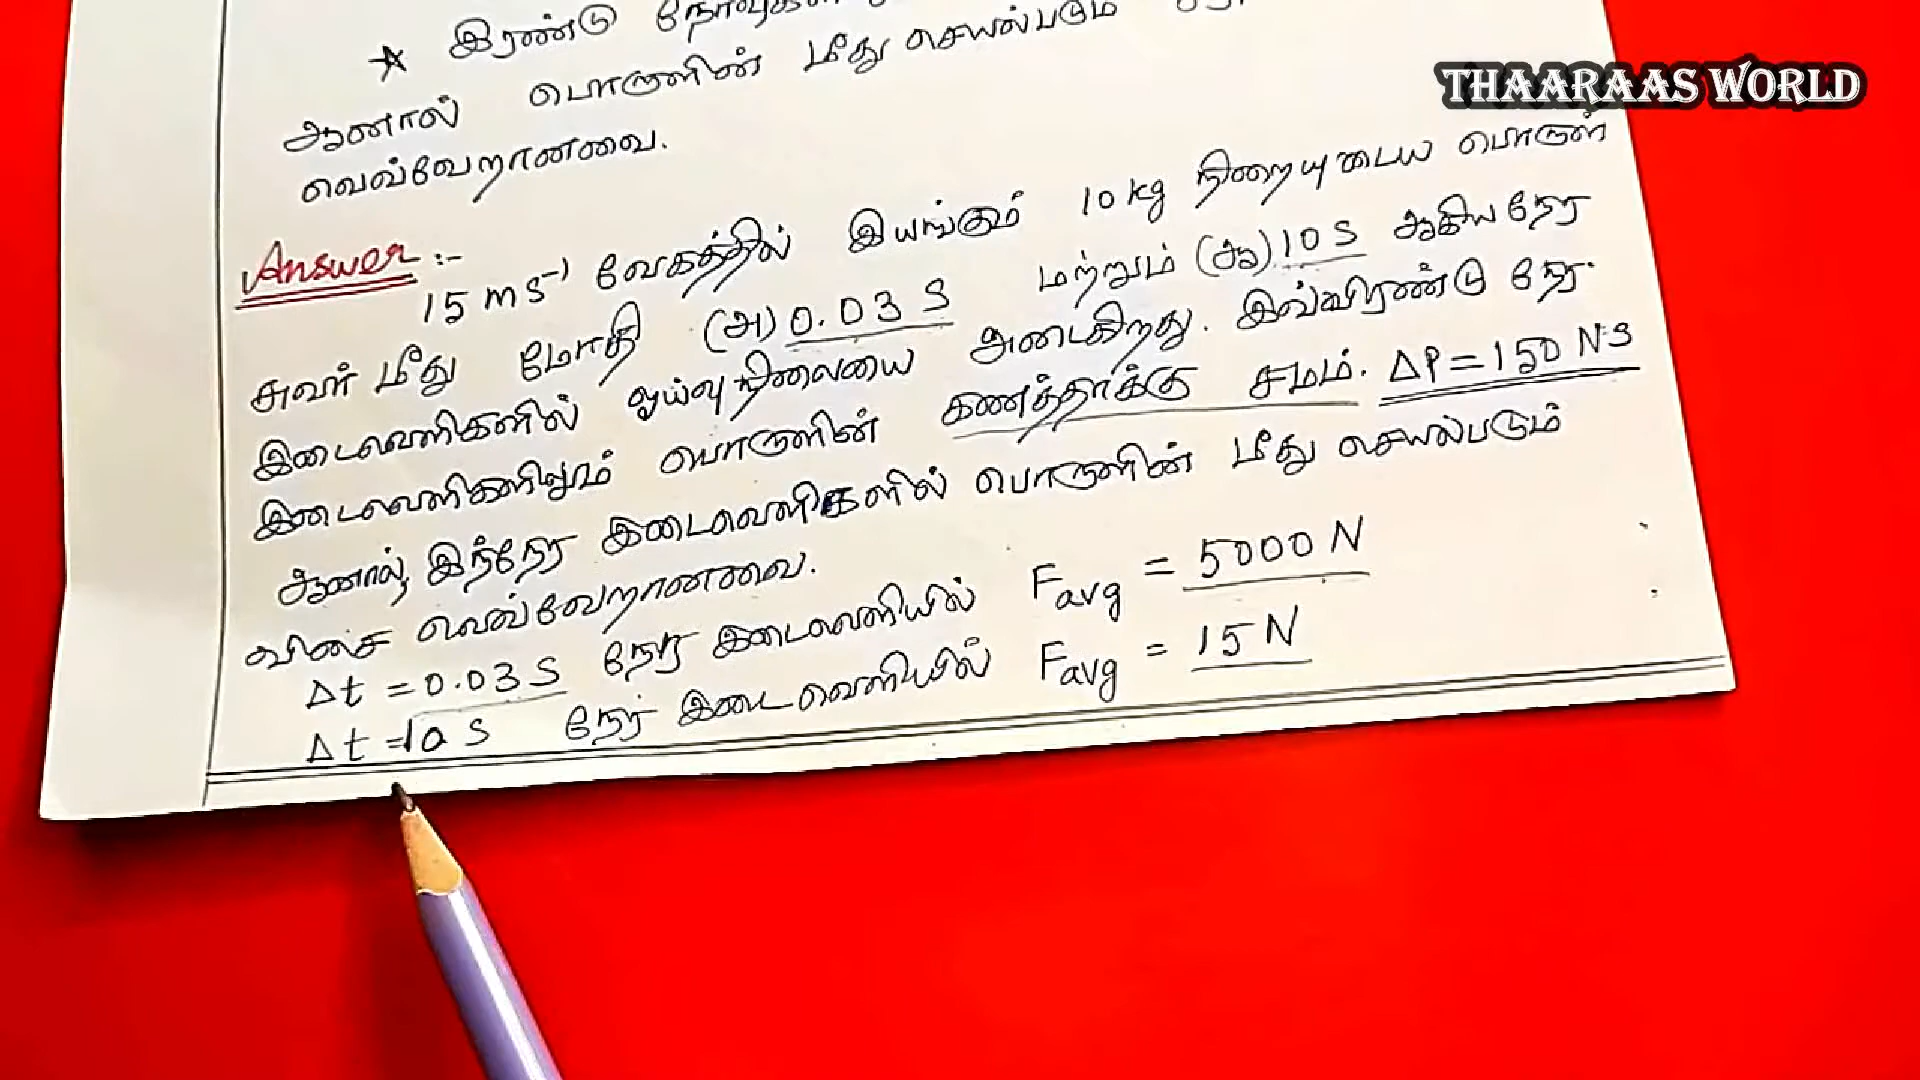 ★ இரண்டு நேர்வுகளி
ஆனால் பொருளின் மீது செயல்படும்
வெவ்வேறானவை.
THAARAAS WORLD
Answer :-
15 ms⁻¹ வேகத்தில் இயங்கும் 10 kg நிறையுடைய பொருள்
சுவர் மீது மோதி (அ) 0.03 S மற்றும் (ஆ) 10 S ஆகிய நேர
இடைவெளிகளில் ஓய்வு நிலையை அடைகிறது. இவ்விரண்டு நேர
இடைவெளிகளிலும் பொருளின் கணத்தாக்கு சமம். ΔP = 150 N-S
ஆனால், இந்நேர இடைவெளிகளில் பொருளின் மீது செயல்படும்
விசை வெவ்வேறானவை.
Δt = 0.03 S நேர இடைவெளியில் Favg = 5000 N
Δt = 10 S நேர் இடைவெளியில் Favg = 15 N